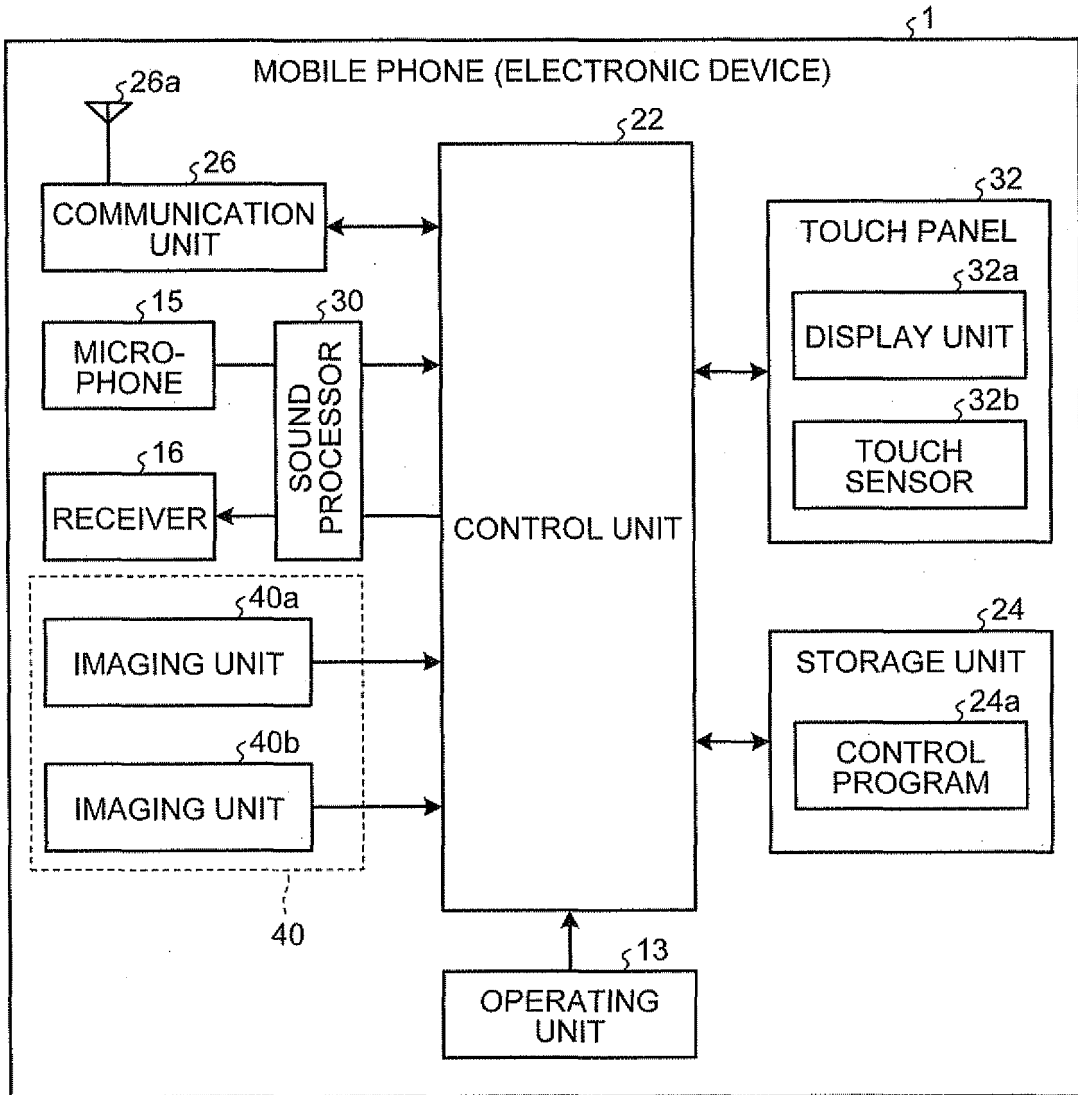 1
MOBILE PHONE (ELECTRONIC DEVICE)
26a
22
26
COMMUNICATION
UNIT
15
MICRO-
PHONE
30
SOUND
PROCESSOR
16
RECEIVER
40a
IMAGING UNIT
40b
IMAGING UNIT
40
CONTROL UNIT
32
TOUCH PANEL
32a
DISPLAY UNIT
32b
TOUCH
SENSOR
24
STORAGE UNIT
24a
CONTROL
PROGRAM
13
OPERATING
UNIT